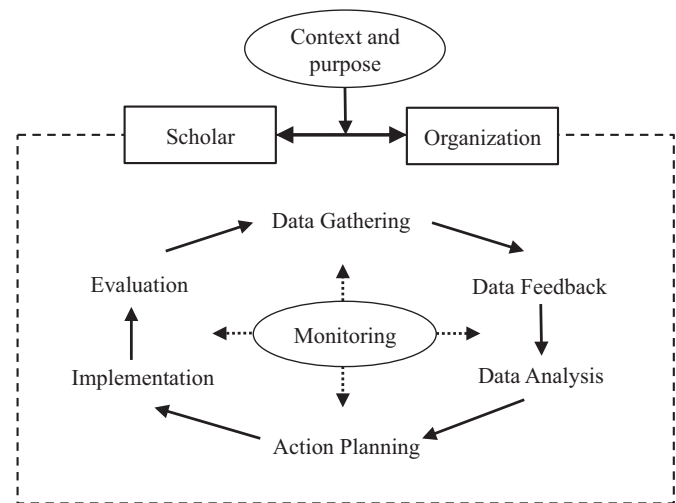 Context and
purpose
Scholar
Organization
Data Gathering
Evaluation
Data Feedback
Monitoring
Implementation
Data Analysis
Action Planning